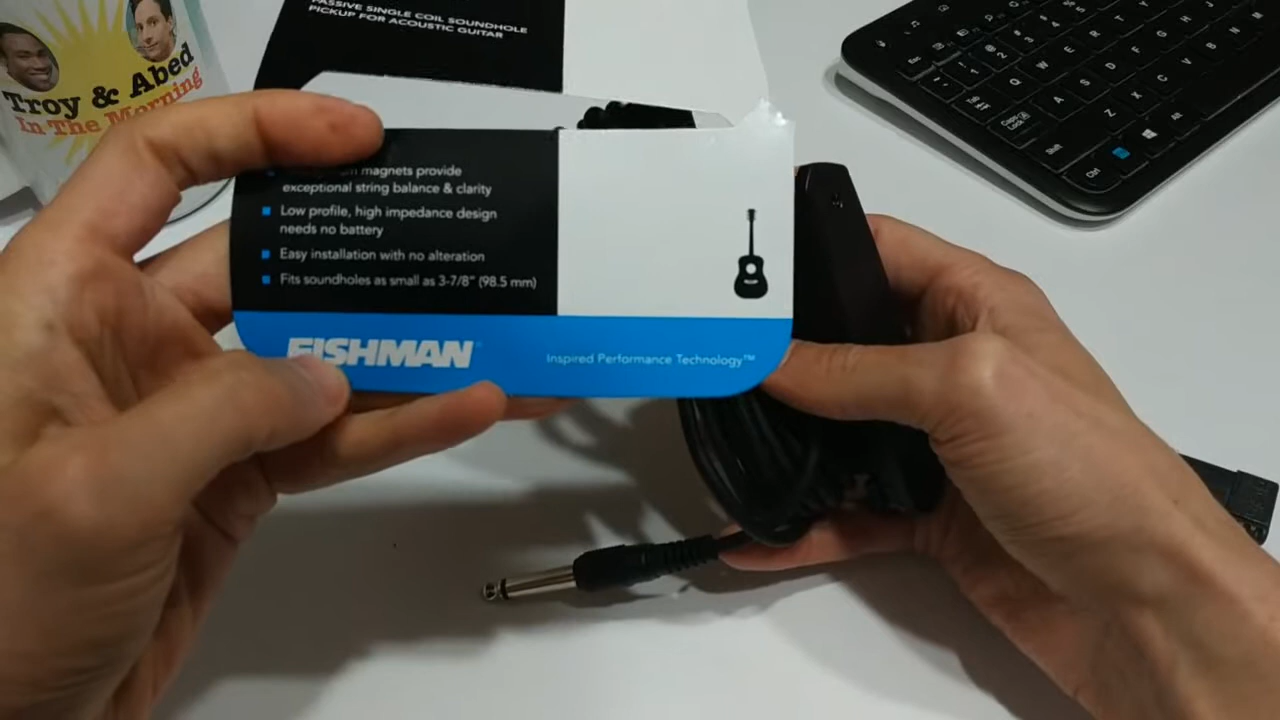 PASSIVE SINGLE COIL SOUNDHOLE
PICKUP FOR ACOUSTIC GUITAR
Troy & Abed
In The Morning
magnets provide
exceptional string balance & clarity
Low profile, high impedance design
needs no battery
Easy installation with no alteration
Fits soundholes as small as 3-7/8" (98.5 mm)
FISHMAN
Inspired Performance Technology™